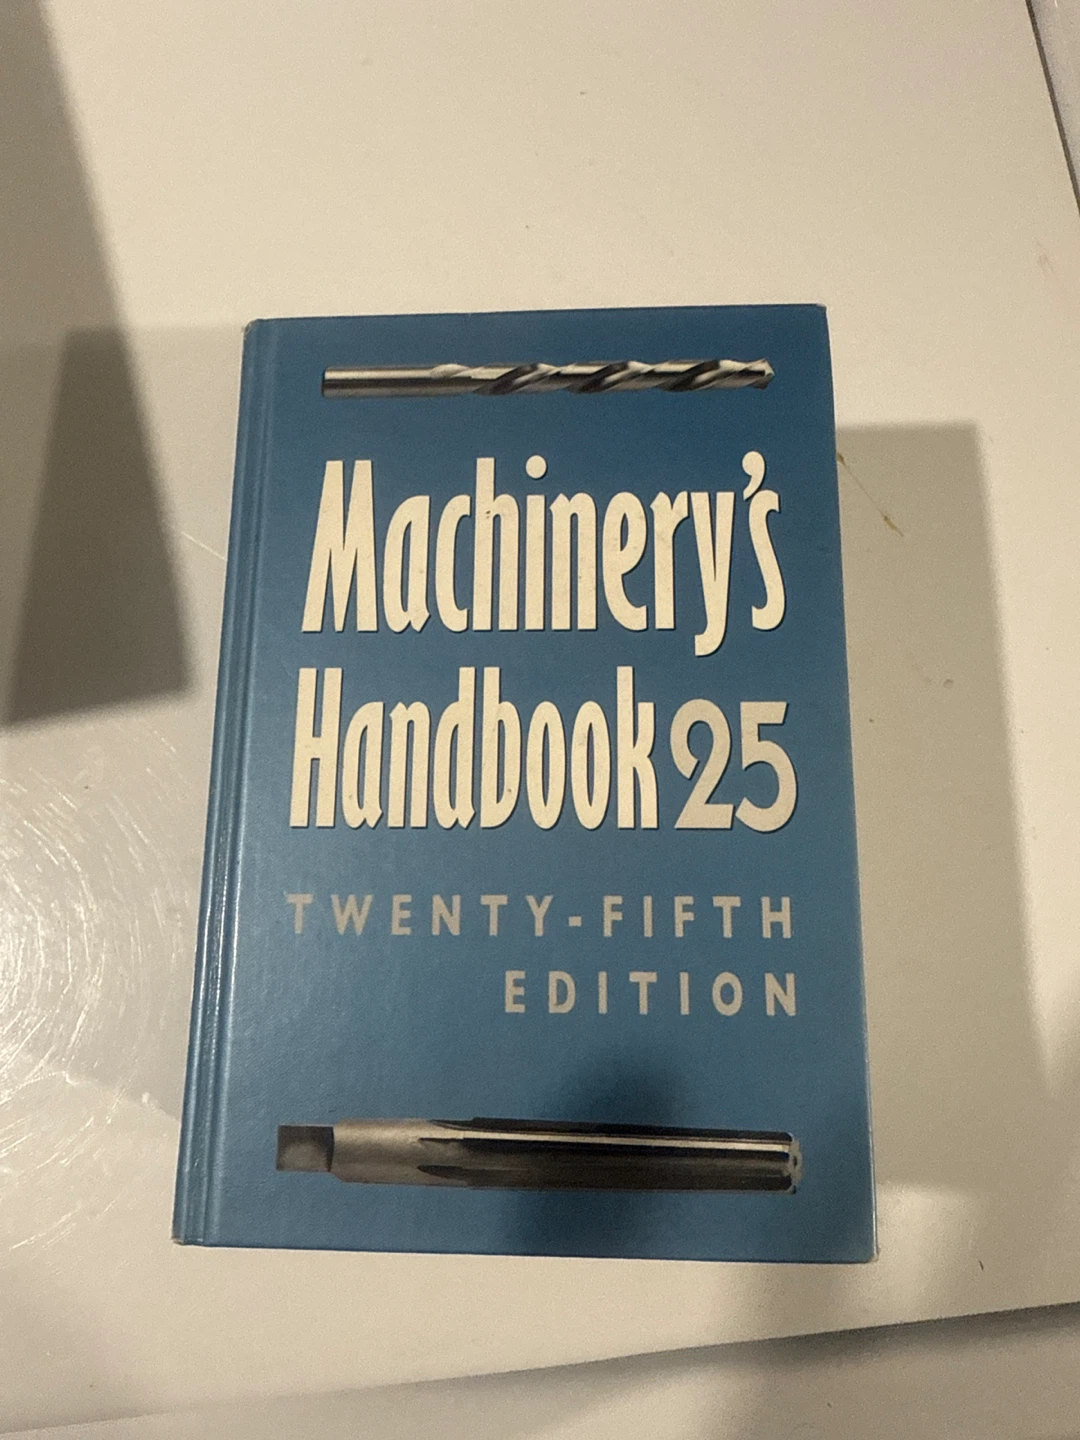 Machinery's
Handbook 25
TWENTY-FIFTH
EDITION